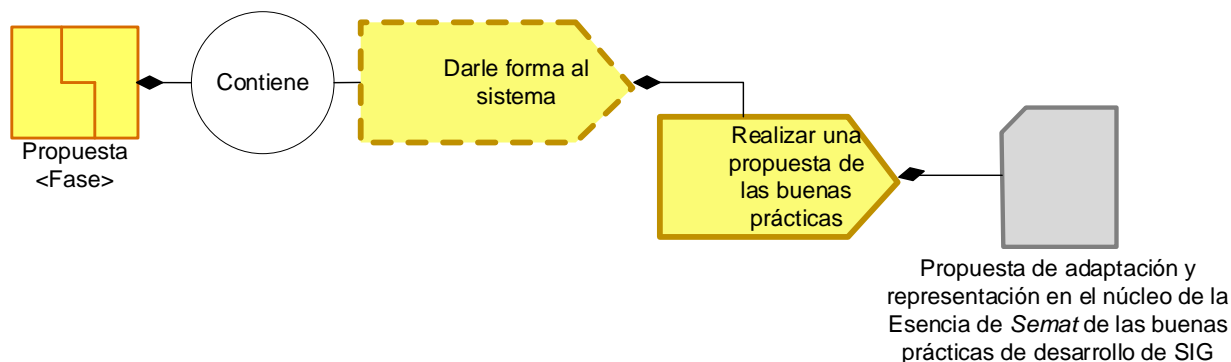 Propuesta
<Fase>
Contiene
Darle forma al
sistema
Realizar una
propuesta de
las buenas
prácticas
Propuesta de adaptación y
representación en el núcleo de la
Esencia de Semat de las buenas
prácticas de desarrollo de SIG